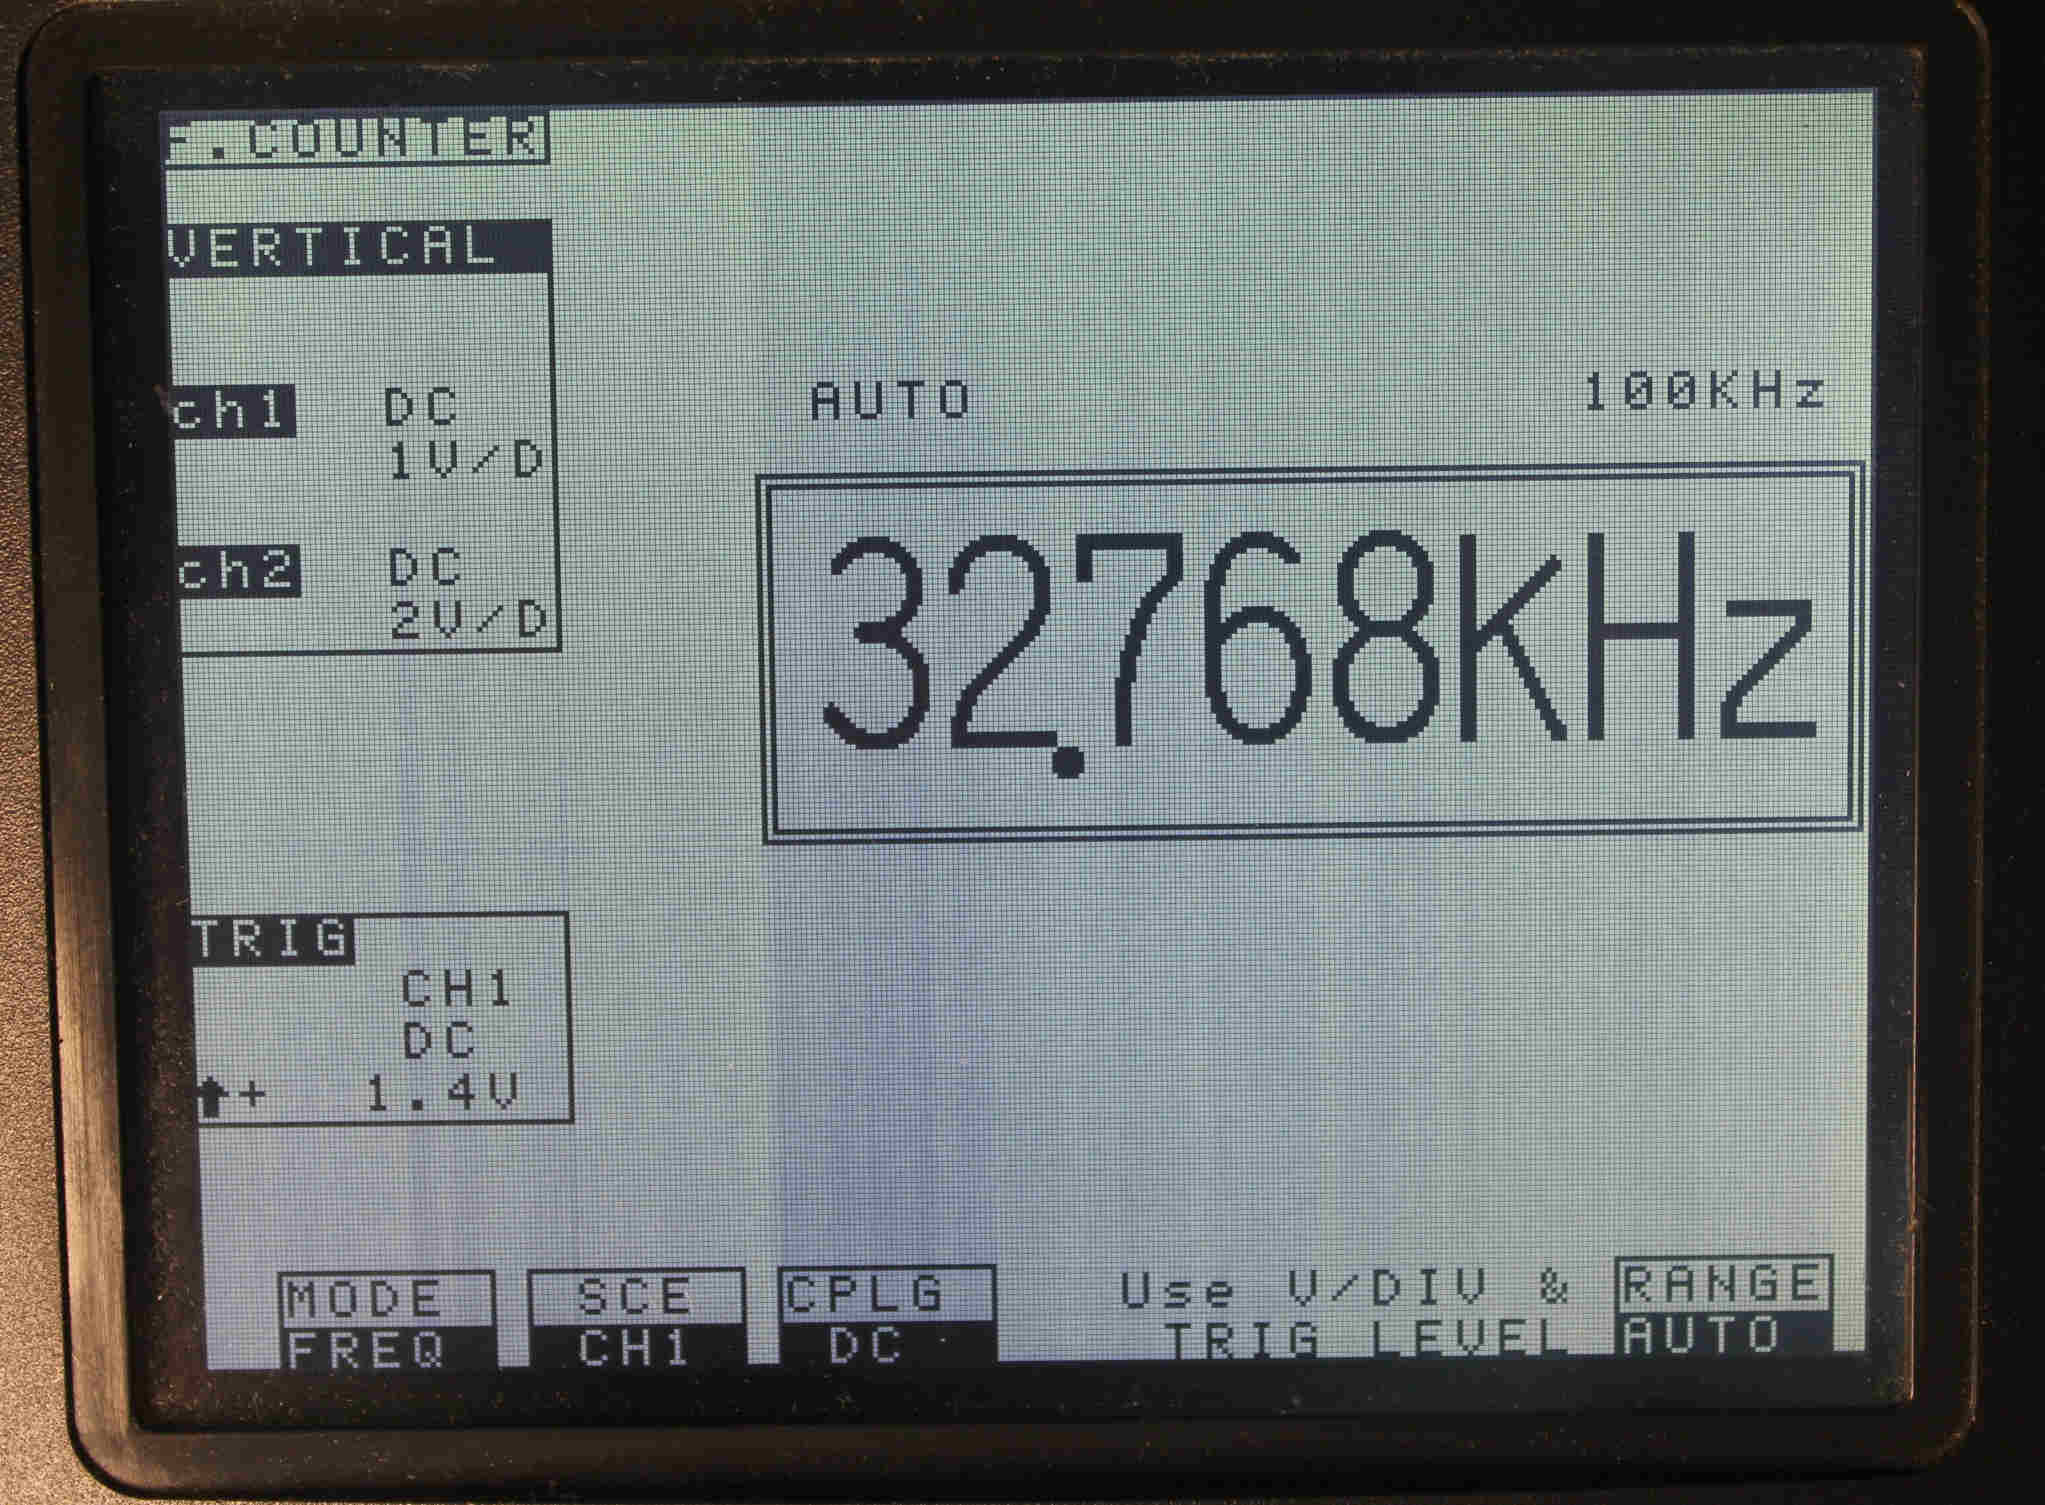 F.COUNTER
VERTICAL
ch1 DC
1V/D
ch2 DC
2V/D
AUTO 100KHz
32.768KHz
TRIG
CH1
DC
+ 1.4V
MODE
FREQ
SCE
CH1
CPLG
DC
Use V/DIV &
TRIG LEVEL
RANGE
AUTO